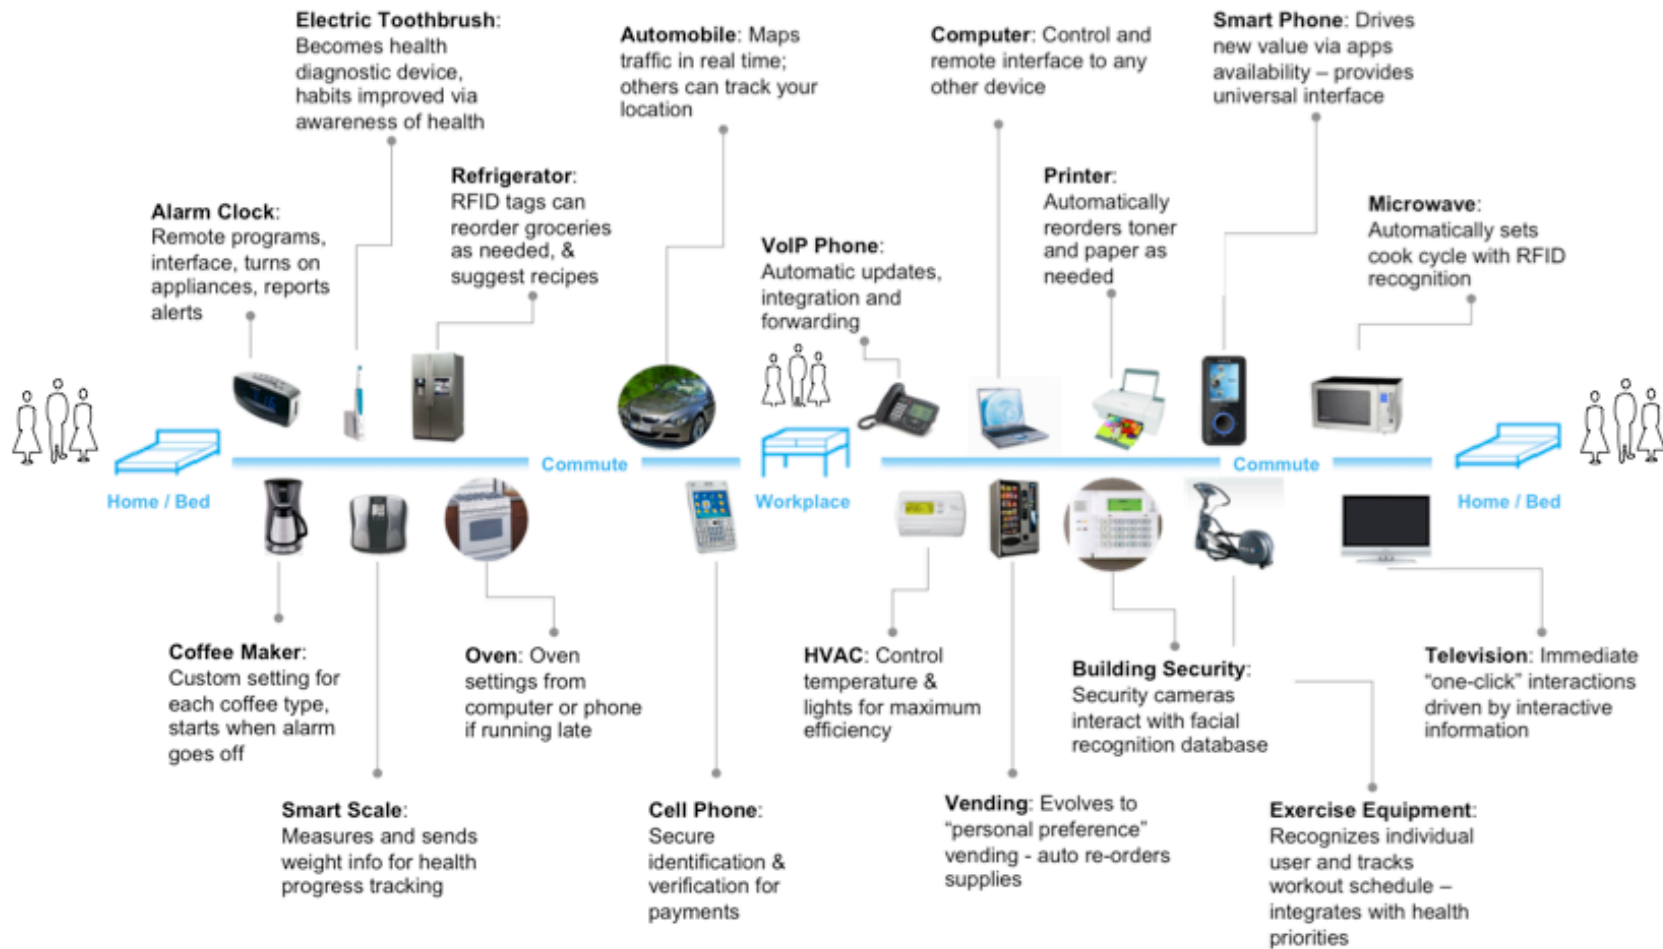 Electric Toothbrush:
Becomes health
diagnostic device,
habits improved via
awareness of health
Automobile: Maps
traffic in real time;
others can track your
location
Computer: Control and
remote interface to any
other device
Smart Phone: Drives
new value via apps
availability – provides
universal interface
Alarm Clock:
Remote programs,
interface, turns on
appliances, reports
alerts
Refrigerator:
RFID tags can
reorder groceries
as needed, &
suggest recipes
VoIP Phone:
Automatic updates,
integration and
forwarding
Printer:
Automatically
reorders toner
and paper as
needed
Microwave:
Automatically sets
cook cycle with RFID
recognition
Home / Bed
Commute
Workplace
Commute
Home / Bed
Coffee Maker:
Custom setting for
each coffee type,
starts when alarm
goes off
Oven: Oven
settings from
computer or phone
if running late
HVAC: Control
temperature &
lights for maximum
efficiency
Building Security:
Security cameras
interact with facial
recognition database
Television: Immediate
“one-click” interactions
driven by interactive
information
Smart Scale:
Measures and sends
weight info for health
progress tracking
Cell Phone:
Secure
identification &
verification for
payments
Vending: Evolves to
“personal preference”
vending - auto re-orders
supplies
Exercise Equipment:
Recognizes individual
user and tracks
workout schedule –
integrates with health
priorities